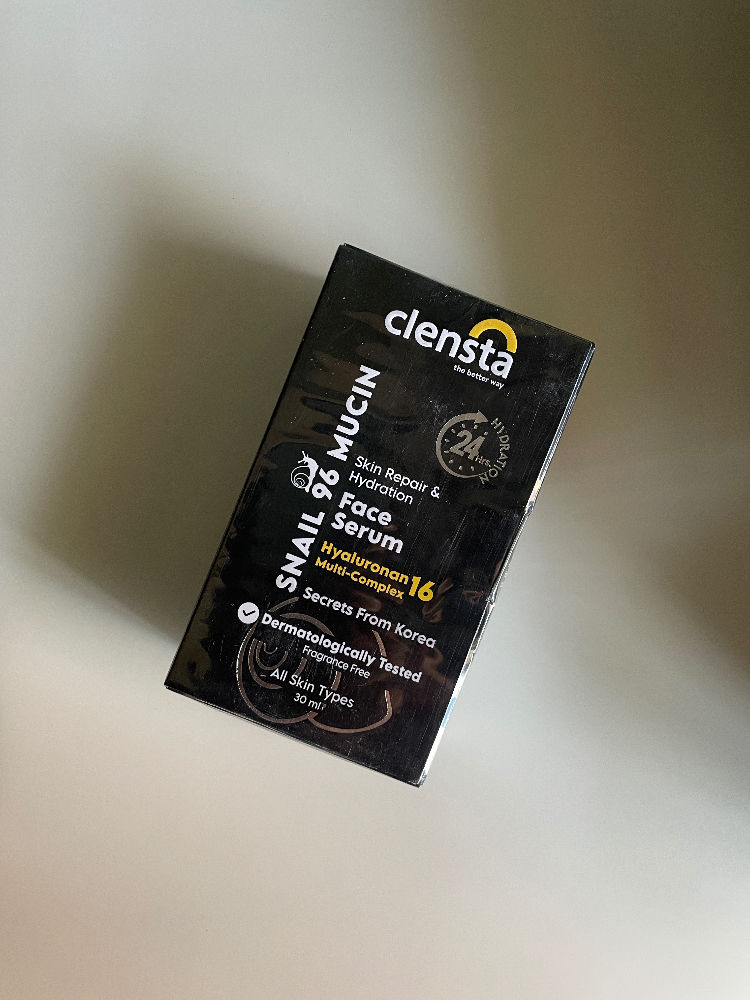 clensta
the better way
24 Hrs.
HYDRATION
SNAIL 96 MUCIN
Skin Repair &
Hydration
Face
Serum
Hyaluronan 16
Multi-Complex
Secrets From Korea
Dermatologically Tested
Fragrance Free
All Skin Types
30 ml